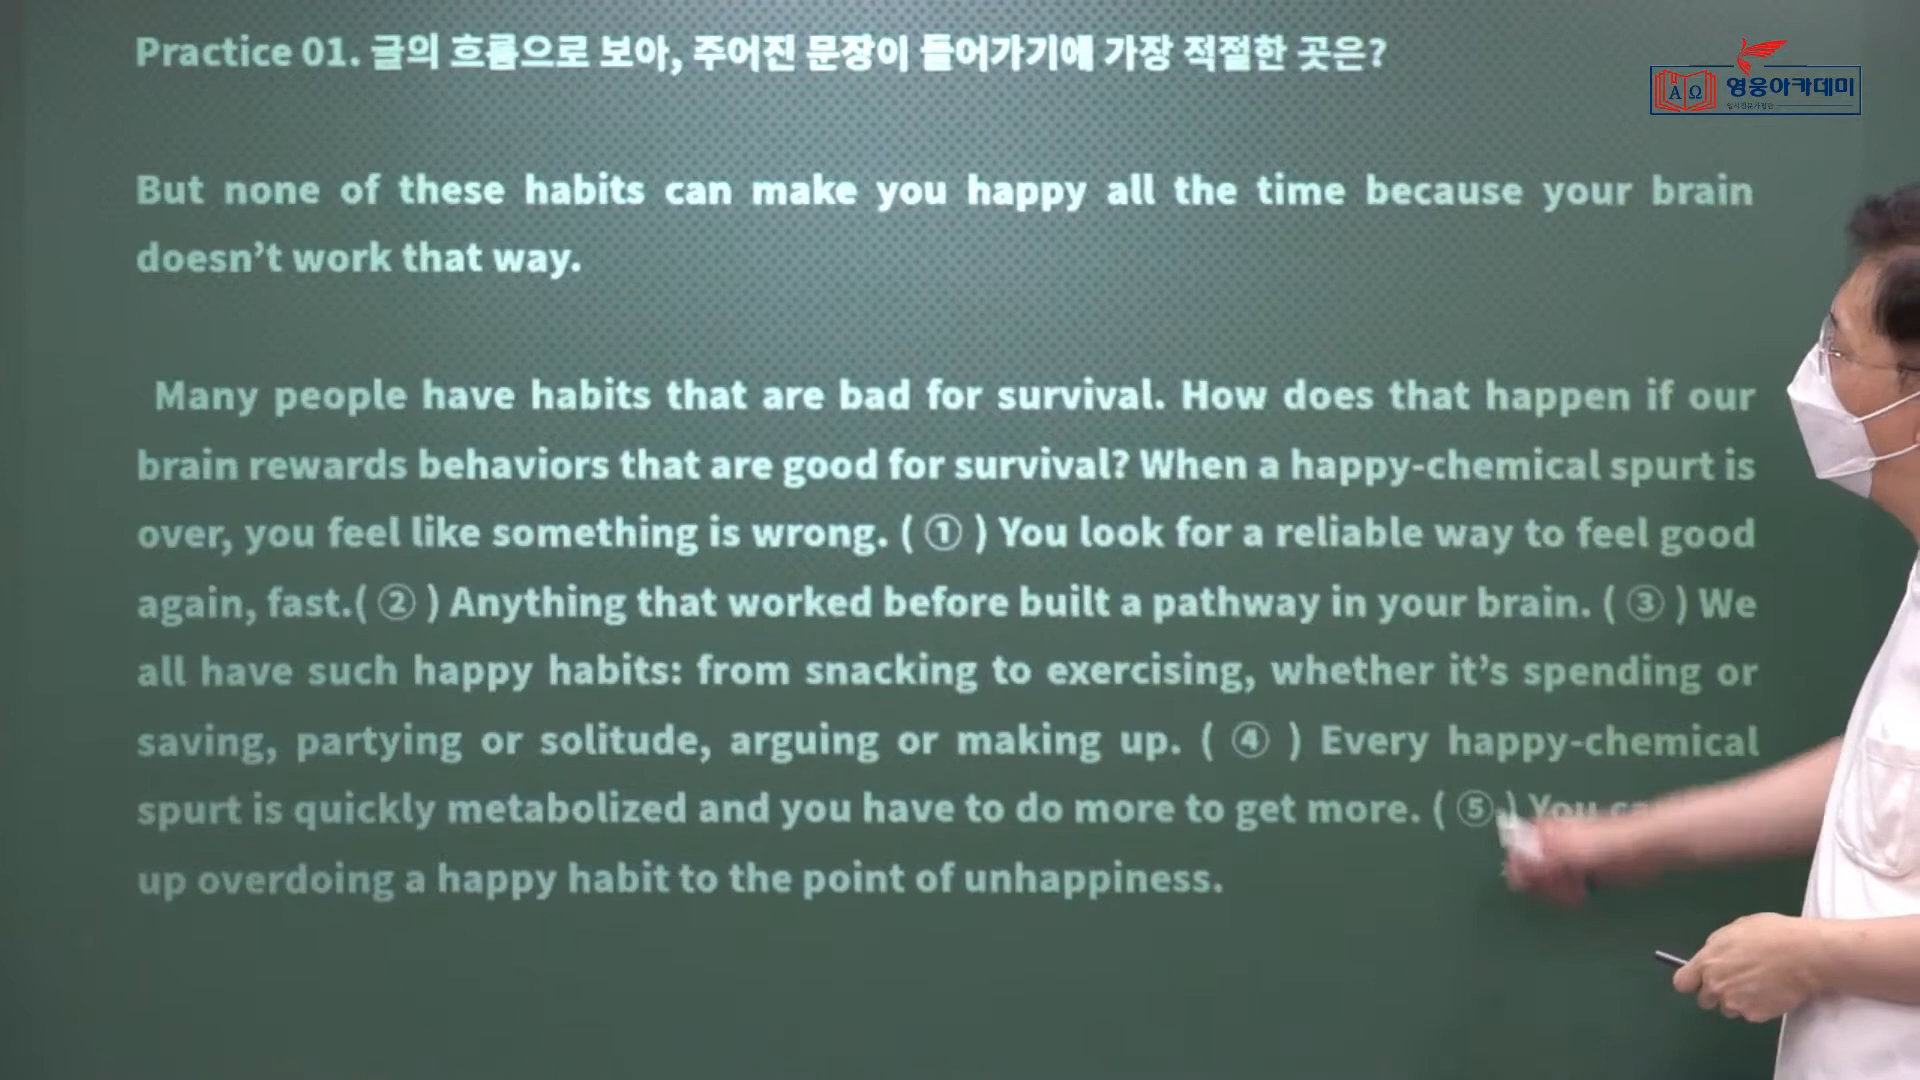 Practice 01. 글의 흐름으로 보아, 주어진 문장이 들어가기에 가장 적절한 곳은?
AΩ 영웅아카데미
But none of these habits can make you happy all the time because your brain
doesn’t work that way.
Many people have habits that are bad for survival. How does that happen if our
brain rewards behaviors that are good for survival? When a happy-chemical spurt is
over, you feel like something is wrong. ( ① ) You look for a reliable way to feel good
again, fast.( ② ) Anything that worked before built a pathway in your brain. ( ③ ) We
all have such happy habits: from snacking to exercising, whether it’s spending or
saving, partying or solitude, arguing or making up. ( ④ ) Every happy-chemical
spurt is quickly metabolized and you have to do more to get more. ( ⑤ ) You
up overdoing a happy habit to the point of unhappiness.